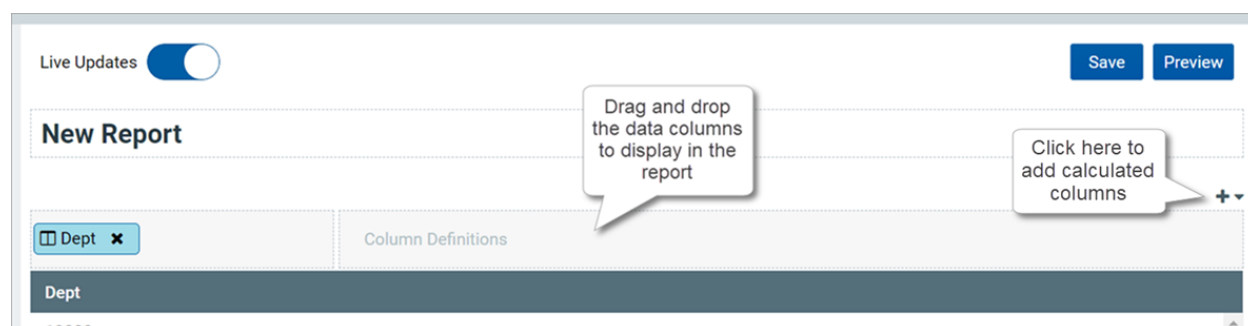 Live Updates
Save
Preview
New Report
Drag and drop
the data columns
to display in the
report
Click here to
add calculated
columns
Dept
Column Definitions
Dept